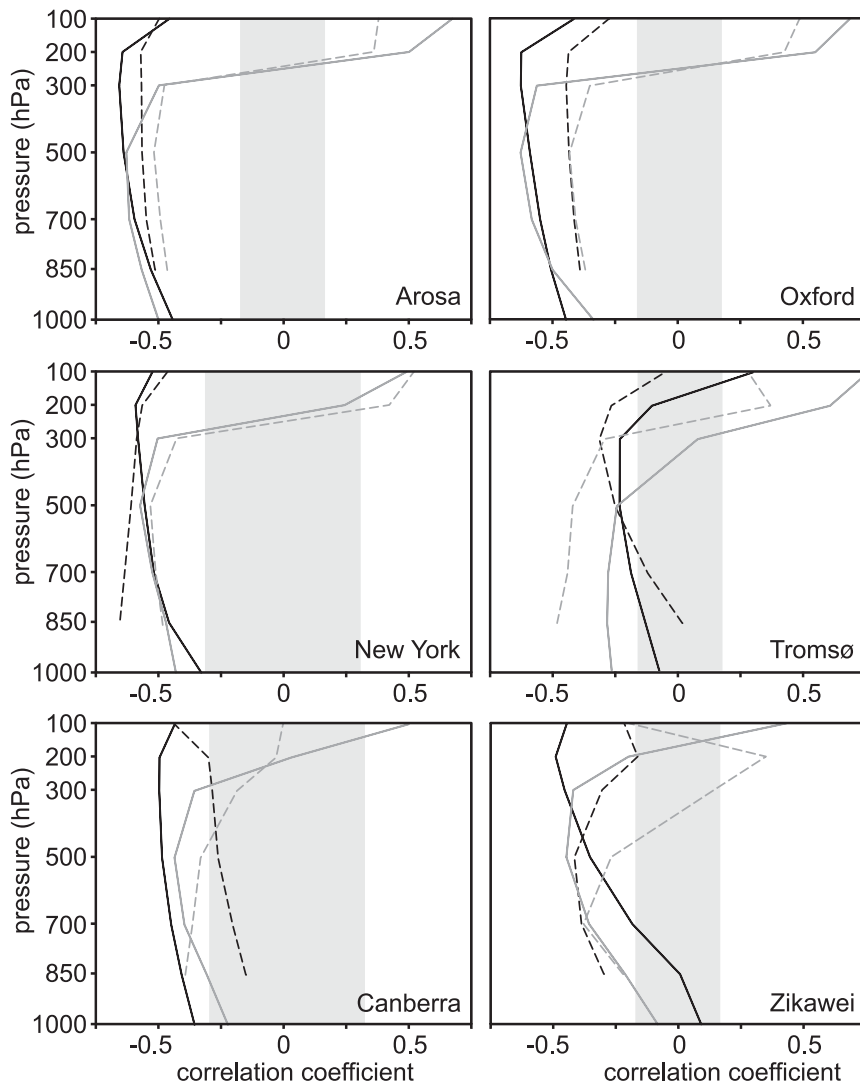 100
200
300
500
700
850
1000
pressure (hPa)
Arosa
-0.5 0 0.5
Oxford
-0.5 0 0.5
100
200
300
500
700
850
1000
pressure (hPa)
New York
-0.5 0 0.5
Tromsø
-0.5 0 0.5
100
200
300
500
700
850
1000
pressure (hPa)
Canberra
-0.5 0 0.5
correlation coefficient
Zikawei
-0.5 0 0.5
correlation coefficient